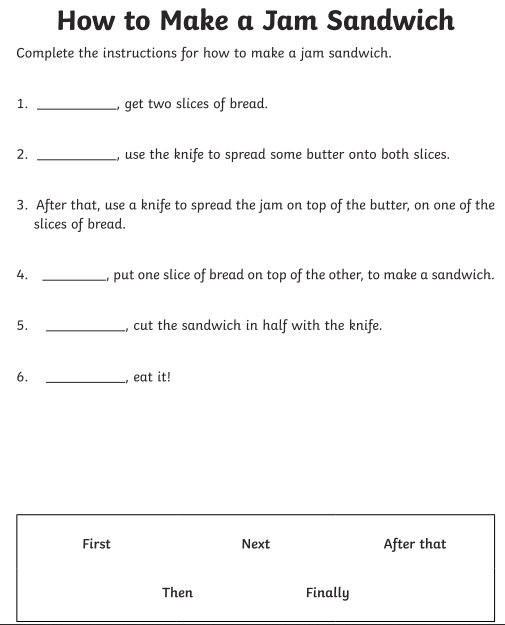 How to Make a Jam Sandwich
Complete the instructions for how to make a jam sandwich.
1. __________, get two slices of bread.
2. __________, use the knife to spread some butter onto both slices.
3. After that, use a knife to spread the jam on top of the butter, on one of the
slices of bread.
4. ________, put one slice of bread on top of the other, to make a sandwich.
5. __________, cut the sandwich in half with the knife.
6. __________, eat it!
First Next After that
Then Finally